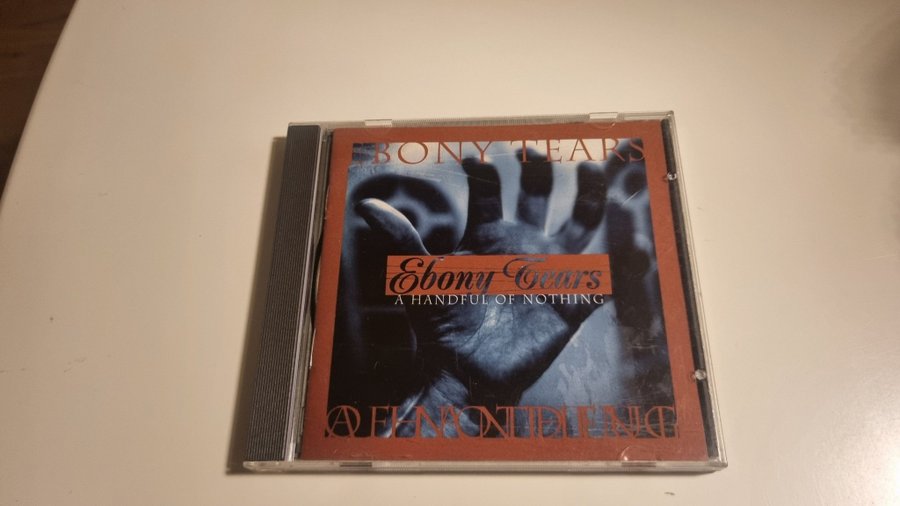 BONY TEARS
Ebony Tears
A HANDFUL OF NOTHING